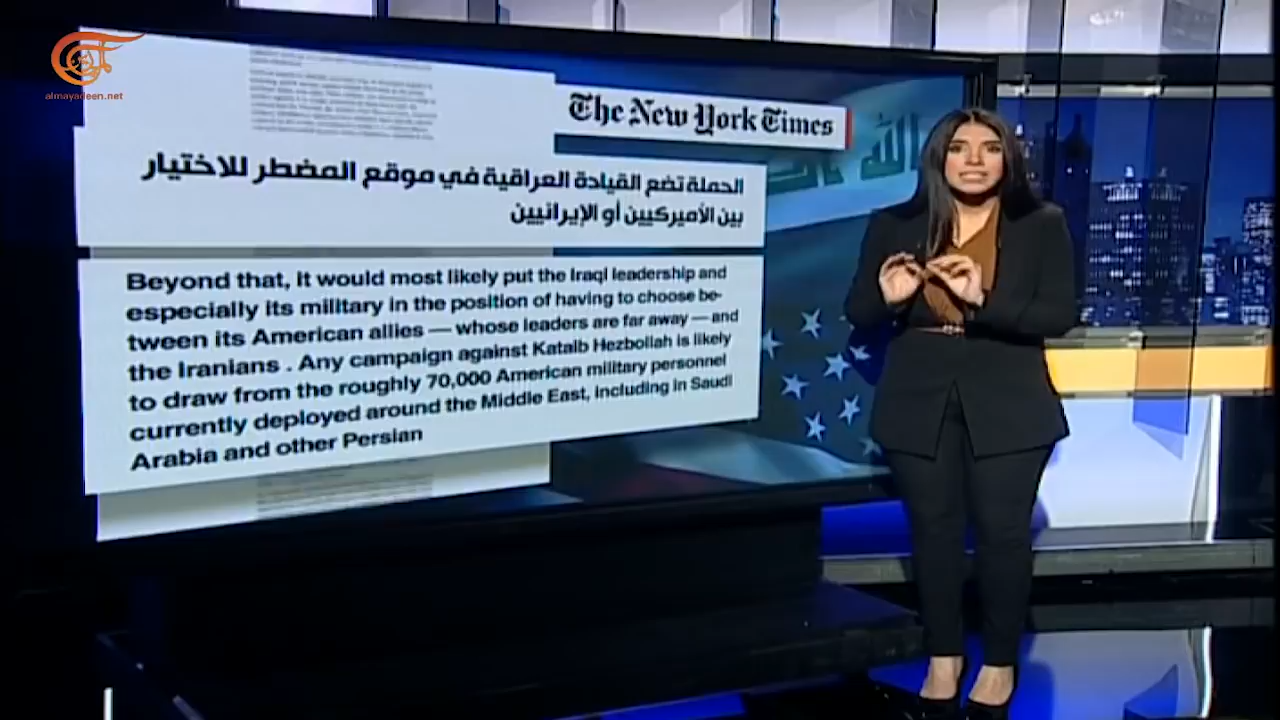 almayadeen.net
The New York Times
الحملة تضع القيادة العراقية في موقع المضطر للاختيار
بين الأميركيين أو الإيرانيين
Beyond that, it would most likely put the Iraqi leadership and
especially its military in the position of having to choose be-
tween its American allies — whose leaders are far away — and
the Iranians . Any campaign against Kataib Hezbollah is likely
to draw from the roughly 70,000 American military personnel
currently deployed around the Middle East, including in Saudi
Arabia and other Persian
الله